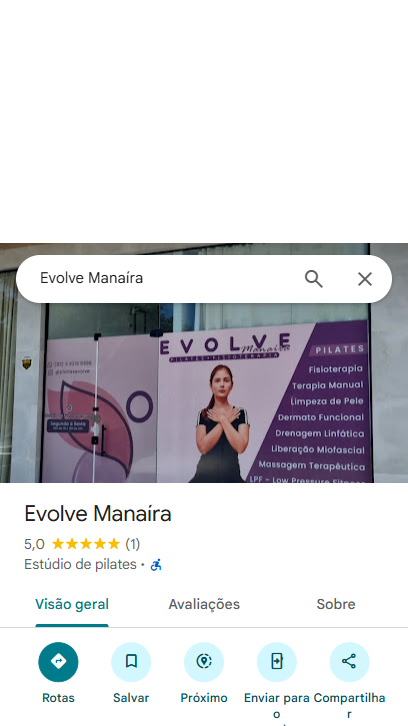 Evolve Manaíra
EVOLVE
Manaíra
PILATES + FISIOTERAPIA
@pilatesevolve
Segunda à Sexta
PILATES
Fisioterapia
Terapia Manual
Limpeza de Pele
Dermato Funcional
Drenagem Linfática
Liberação Miofascial
Massagem Terapêutica
LPF - Low Pressure Fitness
Evolve Manaíra
5,0 (1)
Estúdio de pilates ·
Visão geral Avaliações Sobre
Rotas Salvar Próximo Enviar para Compartilha
o r